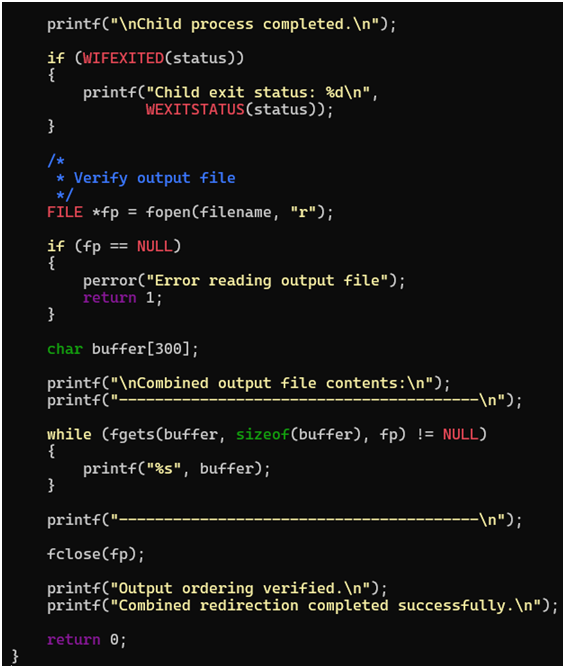 printf("\nChild process completed.\n");
if (WIFEXITED(status))
{
printf("Child exit status: %d\n",
WEXITSTATUS(status));
}
/*
* Verify output file
*/
FILE *fp = fopen(filename, "r");
if (fp == NULL)
{
perror("Error reading output file");
return 1;
}
char buffer[300];
printf("\nCombined output file contents:\n");
printf("----------------------------------------\n");
while (fgets(buffer, sizeof(buffer), fp) != NULL)
{
printf("%s", buffer);
}
printf("----------------------------------------\n");
fclose(fp);
printf("Output ordering verified.\n");
printf("Combined redirection completed successfully.\n");
return 0;
}